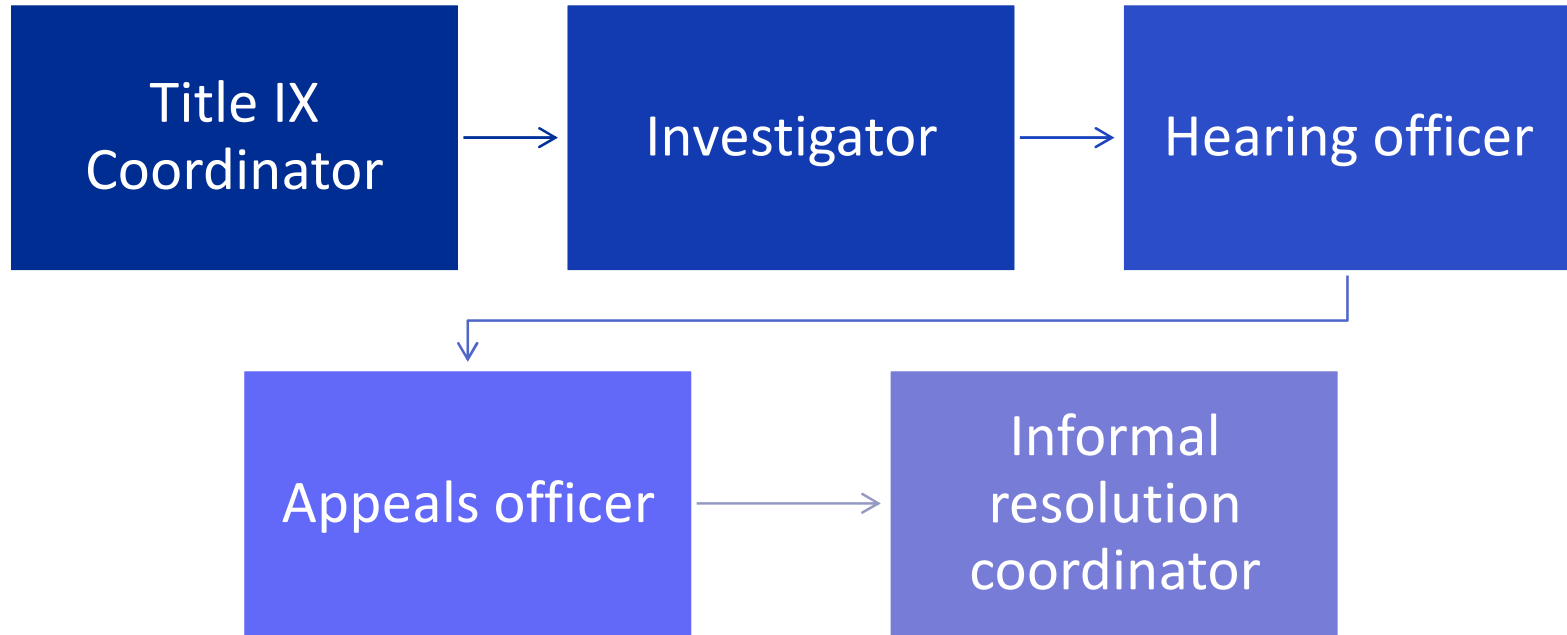 Title IX
Coordinator
Investigator
Hearing officer
Appeals officer
Informal
resolution
coordinator